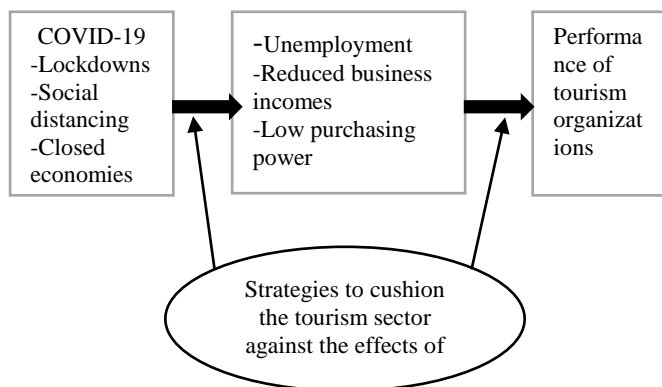 COVID-19
-Lockdowns
-Social
distancing
-Closed
economies
-Unemployment
-Reduced business
incomes
-Low purchasing
power
Performa
nce of
tourism
organizat
ions
Strategies to cushion
the tourism sector
against the effects of